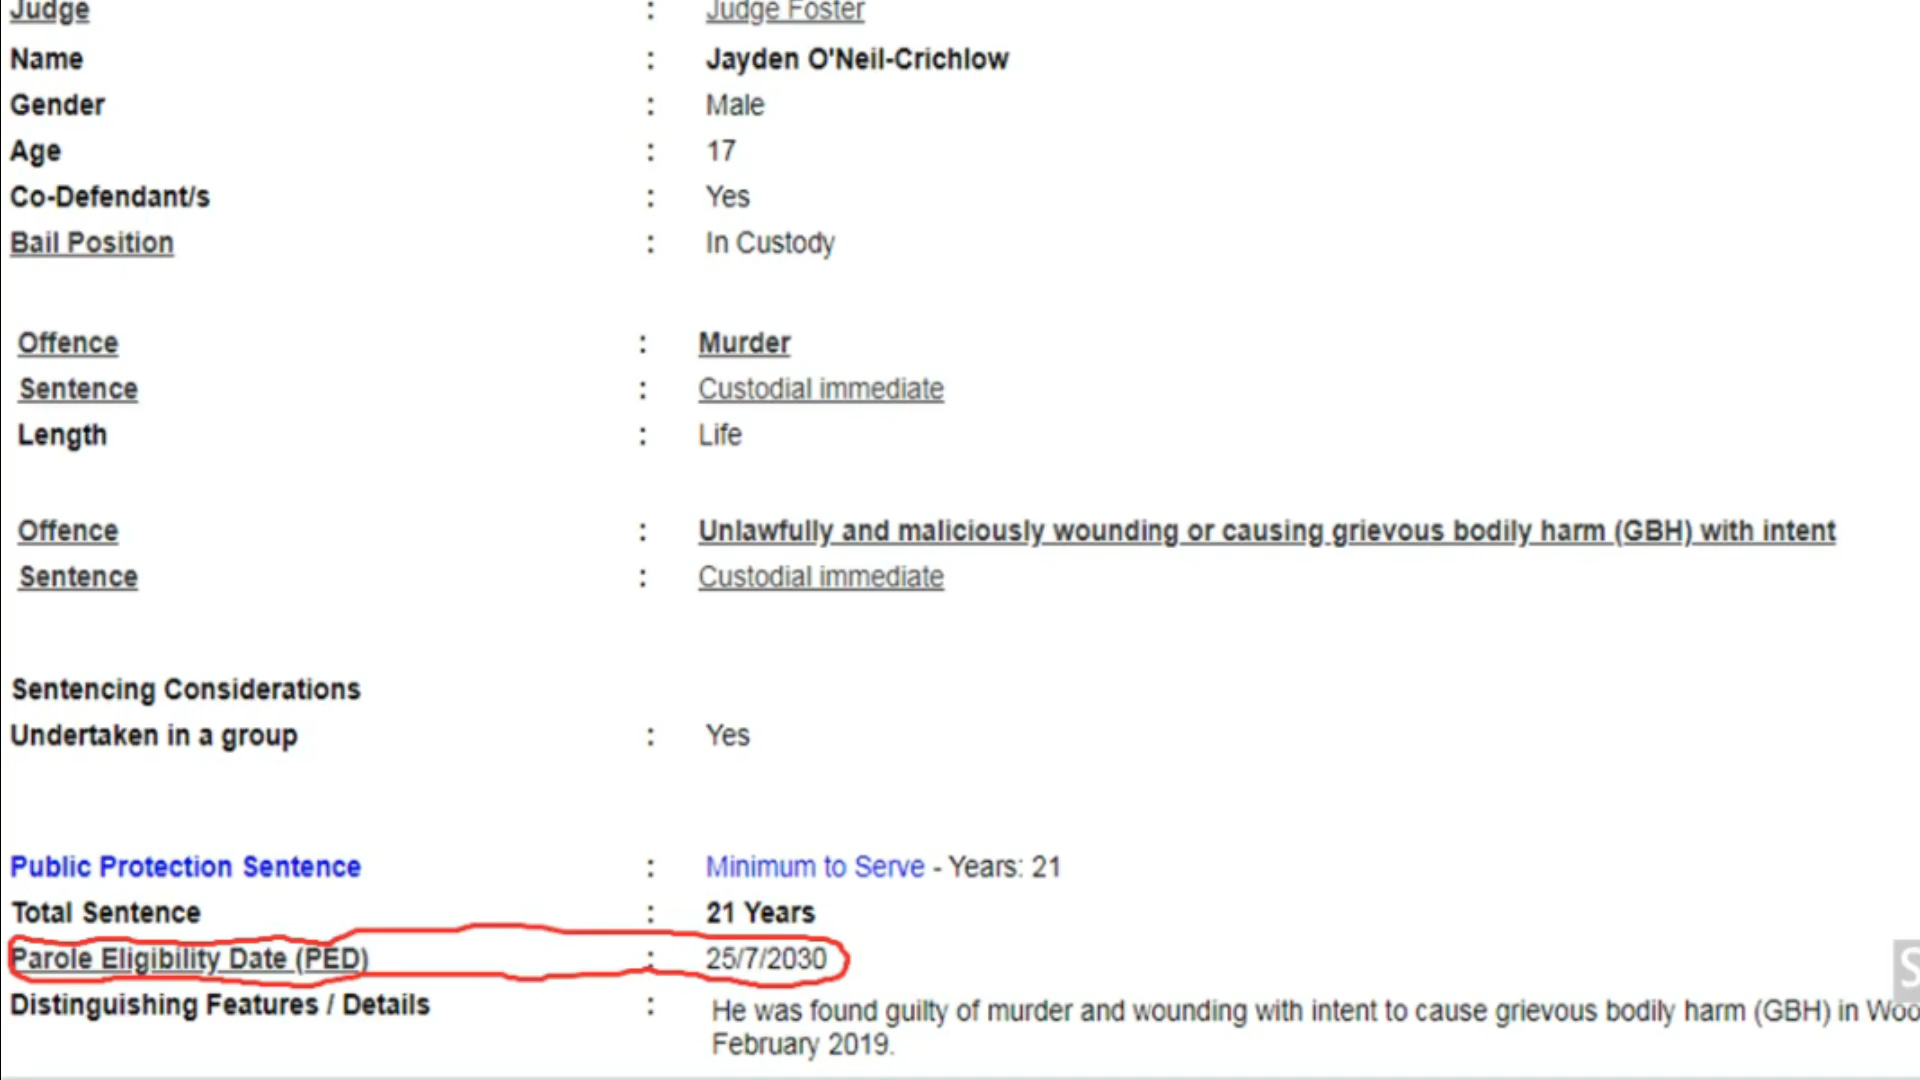 Judge : Judge Foster
Name : Jayden O'Neil-Crichlow
Gender : Male
Age : 17
Co-Defendant/s : Yes
Bail Position : In Custody
Offence : Murder
Sentence : Custodial immediate
Length : Life
Offence : Unlawfully and maliciously wounding or causing grievous bodily harm (GBH) with intent
Sentence : Custodial immediate
Sentencing Considerations
Undertaken in a group : Yes
Public Protection Sentence : Minimum to Serve - Years: 21
Total Sentence : 21 Years
Parole Eligibility Date (PED) : 25/7/2030
Distinguishing Features / Details : He was found guilty of murder and wounding with intent to cause grievous bodily harm (GBH) in Woo
February 2019.